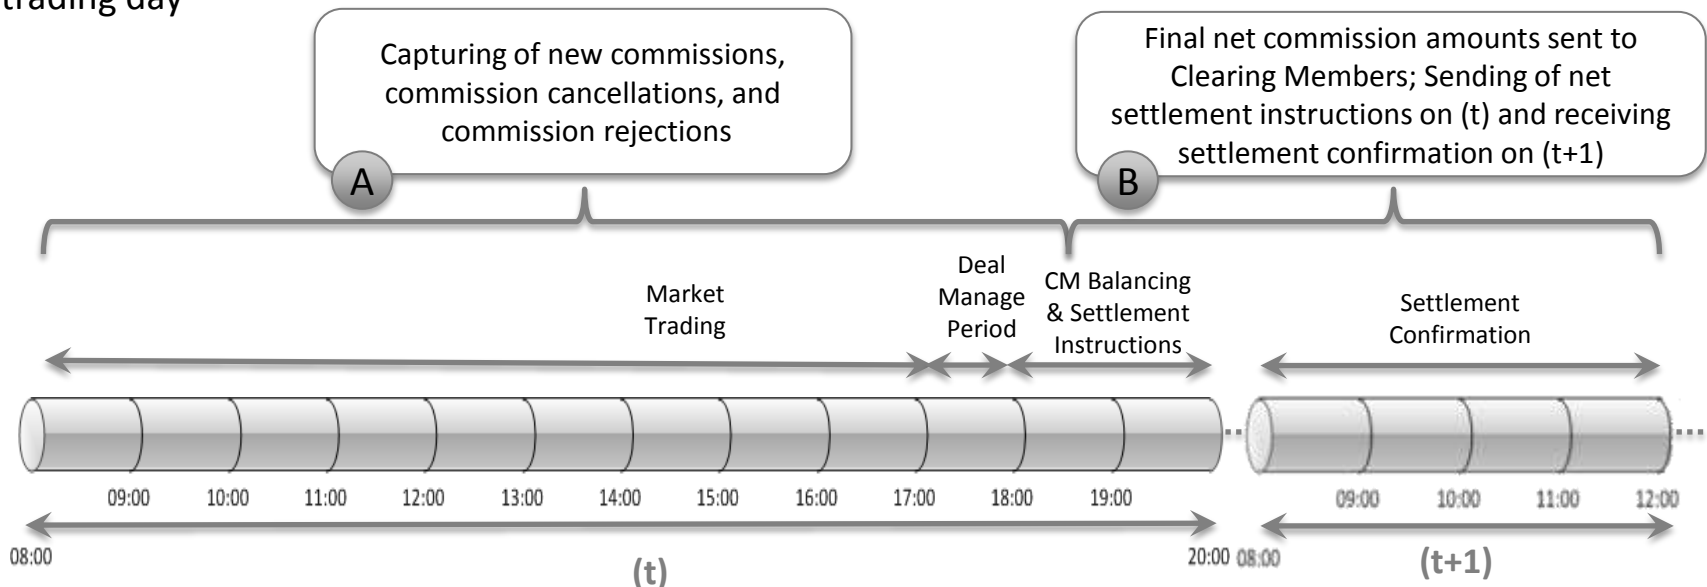 trading day
Capturing of new commissions,
commission cancellations, and
commission rejections
A
Final net commission amounts sent to
Clearing Members; Sending of net
settlement instructions on (t) and receiving
settlement confirmation on (t+1)
B
Market
Trading
Deal
Manage
Period
CM Balancing
& Settlement
Instructions
Settlement
Confirmation
09:00 10:00 11:00 12:00 13:00 14:00 15:00 16:00 17:00 18:00 19:00
09:00 10:00 11:00 12:00
08:00
(t)
20:00 08:00
(t+1)